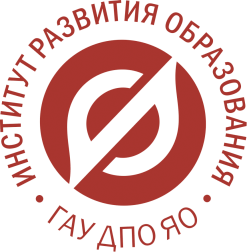 ИНСТИТУТ РАЗВИТИЯ ОБРАЗОВАНИЯ
• ГАУ ДПО ЯО •